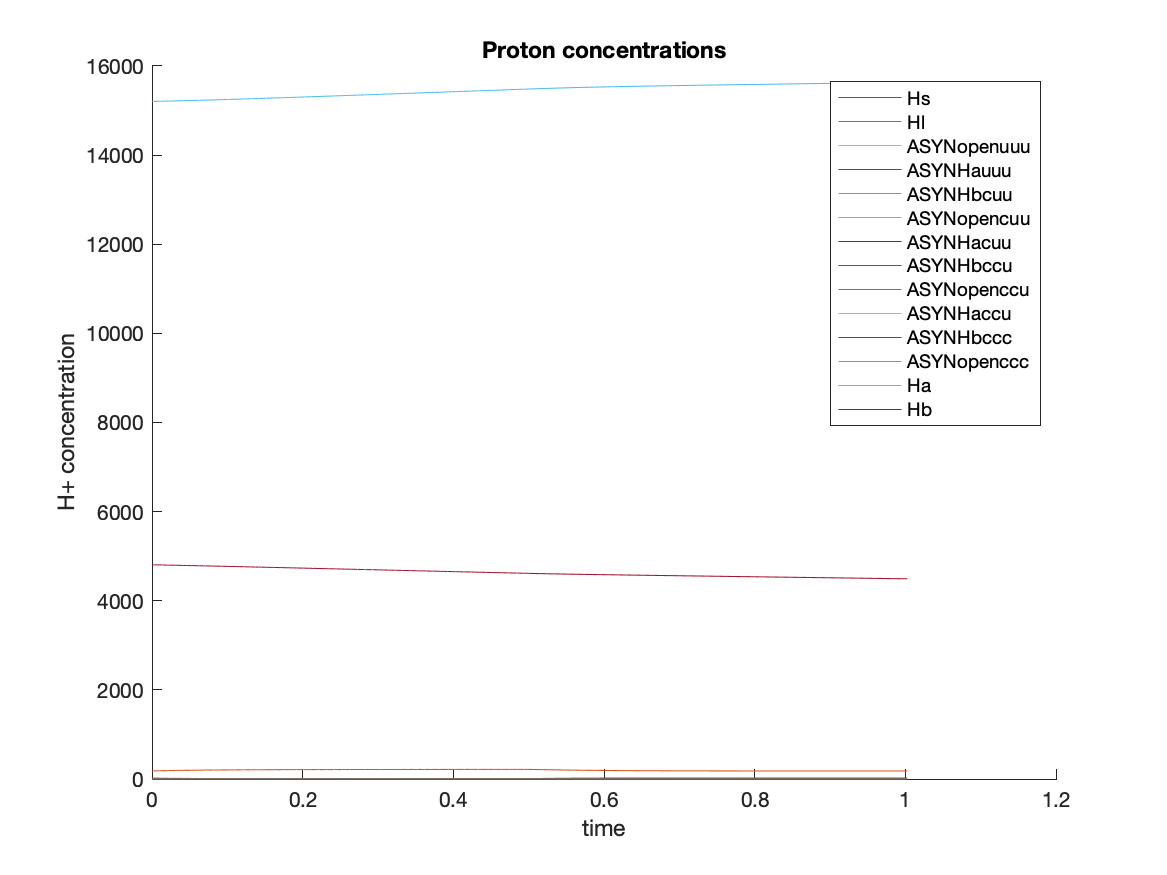 Proton concentrations
16000
14000
12000
10000
8000
6000
4000
2000
0
H+ concentration
0 0.2 0.4 0.6 0.8 1 1.2
time
Hs
Hl
ASYNopenuuu
ASYNHauuu
ASYNHbcuu
ASYNopencuu
ASYNHacuu
ASYNHbccu
ASYNopenccu
ASYNHaccu
ASYNHbccc
ASYNopenccc
Ha
Hb